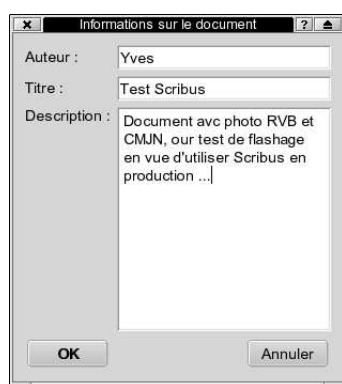 Informations sur le document ?
Auteur : Yves
Titre : Test Scribus
Description : Document avc photo RVB et
CMJN, our test de flashage
en vue d'utiliser Scribus en
production ...
OK Annuler